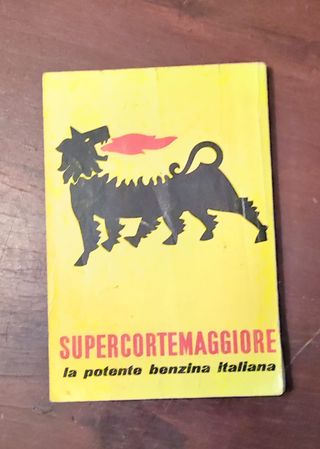 SUPERCORTEMAGGIORE
la potente benzina italiana